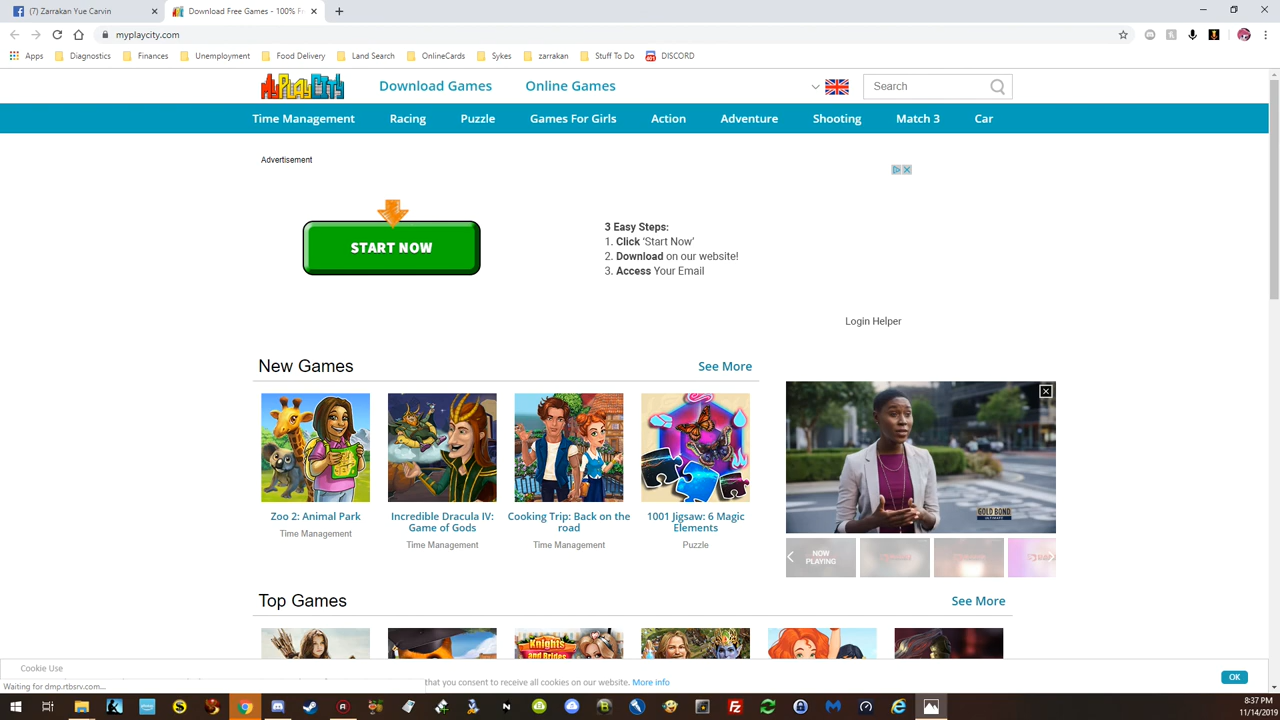 (7) Zarrakan Yue Carvin
Download Free Games - 100% F
myplaycity.com
Apps Diagnostics Finances Unemployment Food Delivery Land Search OnlineCards Sykes zarrakan Stuff To Do DISCORD
MyPlayCity Download Games Online Games Search
Time Management Racing Puzzle Games For Girls Action Adventure Shooting Match 3 Car
Advertisement
START NOW
3 Easy Steps:
1. Click 'Start Now'
2. Download on our website!
3. Access Your Email
Login Helper
New Games See More
Zoo 2: Animal Park
Time Management
Incredible Dracula IV:
Game of Gods
Time Management
Cooking Trip: Back on the
road
Time Management
1001 Jigsaw: 6 Magic
Elements
Puzzle
GOLD BOND
ULTIMATE
NOW
PLAYING
Top Games See More
Knights
and Brides
Cookie Use
that you consent to receive all cookies on our website. More info
OK
Waiting for dmp.rtbsrv.com...
8:37 PM
11/14/2019